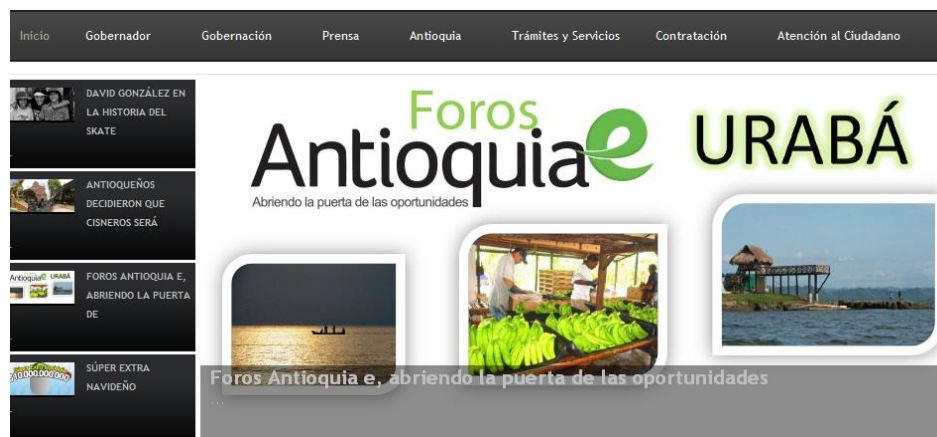 Inicio Gobernador Gobernación Prensa Antioquia Trámites y Servicios Contratación Atención al Ciudadano
DAVID GONZÁLEZ EN
LA HISTORIA DEL
SKATE
ANTIOQUEÑOS
DECIDIERON QUE
CISNEROS SERÁ
FOROS ANTIOQUIA E,
ABRIENDO LA PUERTA
DE
SÚPER EXTRA
NAVIDEÑO
Foros
Antioquia e
Abriendo la puerta de las oportunidades
URABÁ
Foros Antioquia e, abriendo la puerta de las oportunidades
...